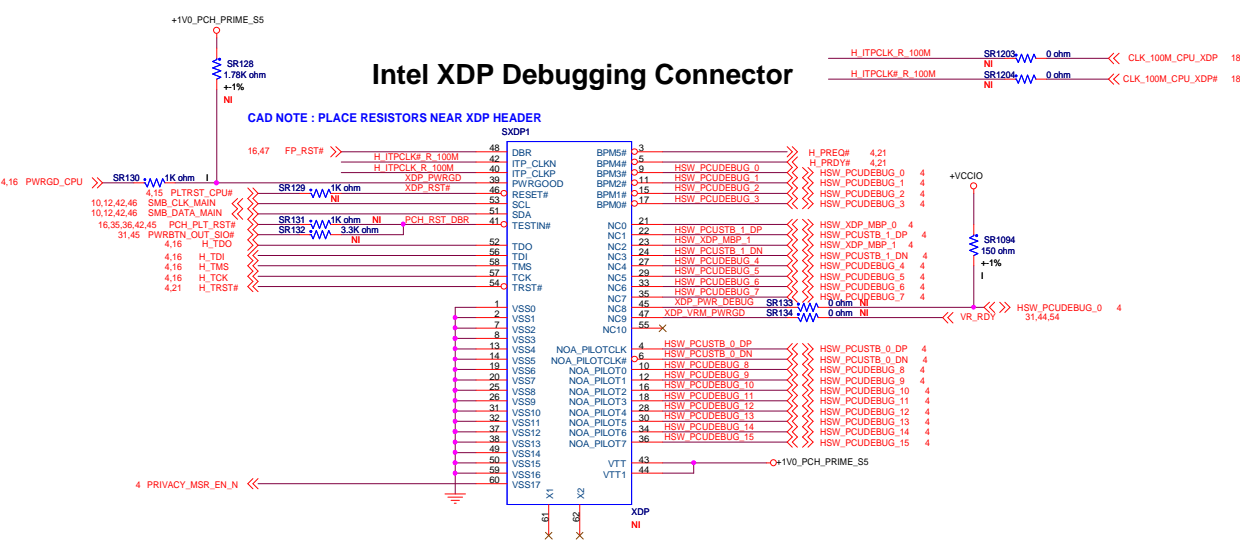 +1V0_PCH_PRIME_S5
SR128
1.78K ohm
+-1%
NI
Intel XDP Debugging Connector
H_ITPCLK_R_100M SR1203 0 ohm CLK_100M_CPU_XDP 18
NI
H_ITPCLK#_R_100M SR1204 0 ohm CLK_100M_CPU_XDP# 18
NI
CAD NOTE : PLACE RESISTORS NEAR XDP HEADER
SXDP1
16,47 FP_RST# 48 DBR
H_ITPCLK#_R_100M 42 ITP_CLKN
H_ITPCLK_R_100M 40 ITP_CLKP
4,16 PWRGD_CPU SR130 1K ohm I XDP_PWRGD 39 PWRGOOD
4,15 PLTRST_CPU# SR129 1K ohm NI XDP_RST# 46 RESET#
10,12,42,46 SMB_CLK_MAIN 53 SCL
10,12,42,46 SMB_DATA_MAIN 51 SDA
16,35,36,42,45 PCH_PLT_RST# SR131 1K ohm NI PCH_RST_DBR 41 TESTIN#
31,45 PWRBTN_OUT_SIO# SR132 3.3K ohm NI
4,16 H_TDO 52 TDO
4,16 H_TDI 56 TDI
4,16 H_TMS 58 TMS
4,16 H_TCK 57 TCK
4,21 H_TRST# 54 TRST#
1 VSS0
2 VSS1
7 VSS2
8 VSS3
13 VSS4
14 VSS5
19 VSS6
20 VSS7
25 VSS8
26 VSS9
31 VSS10
32 VSS11
37 VSS12
38 VSS13
49 VSS14
50 VSS15
59 VSS16
4 PRIVACY_MSR_EN_N 60 VSS17
BPM5# 3 H_PREQ# 4,21
BPM4# 5 H_PRDY# 4,21
BPM3# 9 HSW_PCUDEBUG_0 HSW_PCUDEBUG_0 4
BPM2# 11 HSW_PCUDEBUG_1 HSW_PCUDEBUG_1 4
BPM1# 15 HSW_PCUDEBUG_2 HSW_PCUDEBUG_2 4
BPM0# 17 HSW_PCUDEBUG_3 HSW_PCUDEBUG_3 4
NC0 21 HSW_XDP_MBP_0 HSW_XDP_MBP_0 4
NC1 22 HSW_PCUSTB_1_DP HSW_PCUSTB_1_DP 4
NC2 23 HSW_XDP_MBP_1 HSW_XDP_MBP_1 4
NC3 24 HSW_PCUSTB_1_DN HSW_PCUSTB_1_DN 4
NC4 27 HSW_PCUDEBUG_4 HSW_PCUDEBUG_4 4
NC5 29 HSW_PCUDEBUG_5 HSW_PCUDEBUG_5 4
NC6 33 HSW_PCUDEBUG_6 HSW_PCUDEBUG_6 4
NC7 35 HSW_PCUDEBUG_7 HSW_PCUDEBUG_7 4
NC8 45 XDP_PWR_DEBUG SR133 0 ohm NI HSW_PCUDEBUG_0 4
NC9 47 XDP_VRM_PWRGD SR134 0 ohm NI VR_RDY 31,44,54
NC10 55
+VCCIO
SR1094
150 ohm
+-1%
I
NOA_PILOTCLK 4 HSW_PCUSTB_0_DP HSW_PCUSTB_0_DP 4
NOA_PILOTCLK# 6 HSW_PCUSTB_0_DN HSW_PCUSTB_0_DN 4
NOA_PILOT0 10 HSW_PCUDEBUG_8 HSW_PCUDEBUG_8 4
NOA_PILOT1 12 HSW_PCUDEBUG_9 HSW_PCUDEBUG_9 4
NOA_PILOT2 16 HSW_PCUDEBUG_10 HSW_PCUDEBUG_10 4
NOA_PILOT3 18 HSW_PCUDEBUG_11 HSW_PCUDEBUG_11 4
NOA_PILOT4 28 HSW_PCUDEBUG_12 HSW_PCUDEBUG_12 4
NOA_PILOT5 30 HSW_PCUDEBUG_13 HSW_PCUDEBUG_13 4
NOA_PILOT6 34 HSW_PCUDEBUG_14 HSW_PCUDEBUG_14 4
NOA_PILOT7 36 HSW_PCUDEBUG_15 HSW_PCUDEBUG_15 4
VTT 43 +1V0_PCH_PRIME_S5
VTT1 44
X1 X2
61 62
XDP
NI